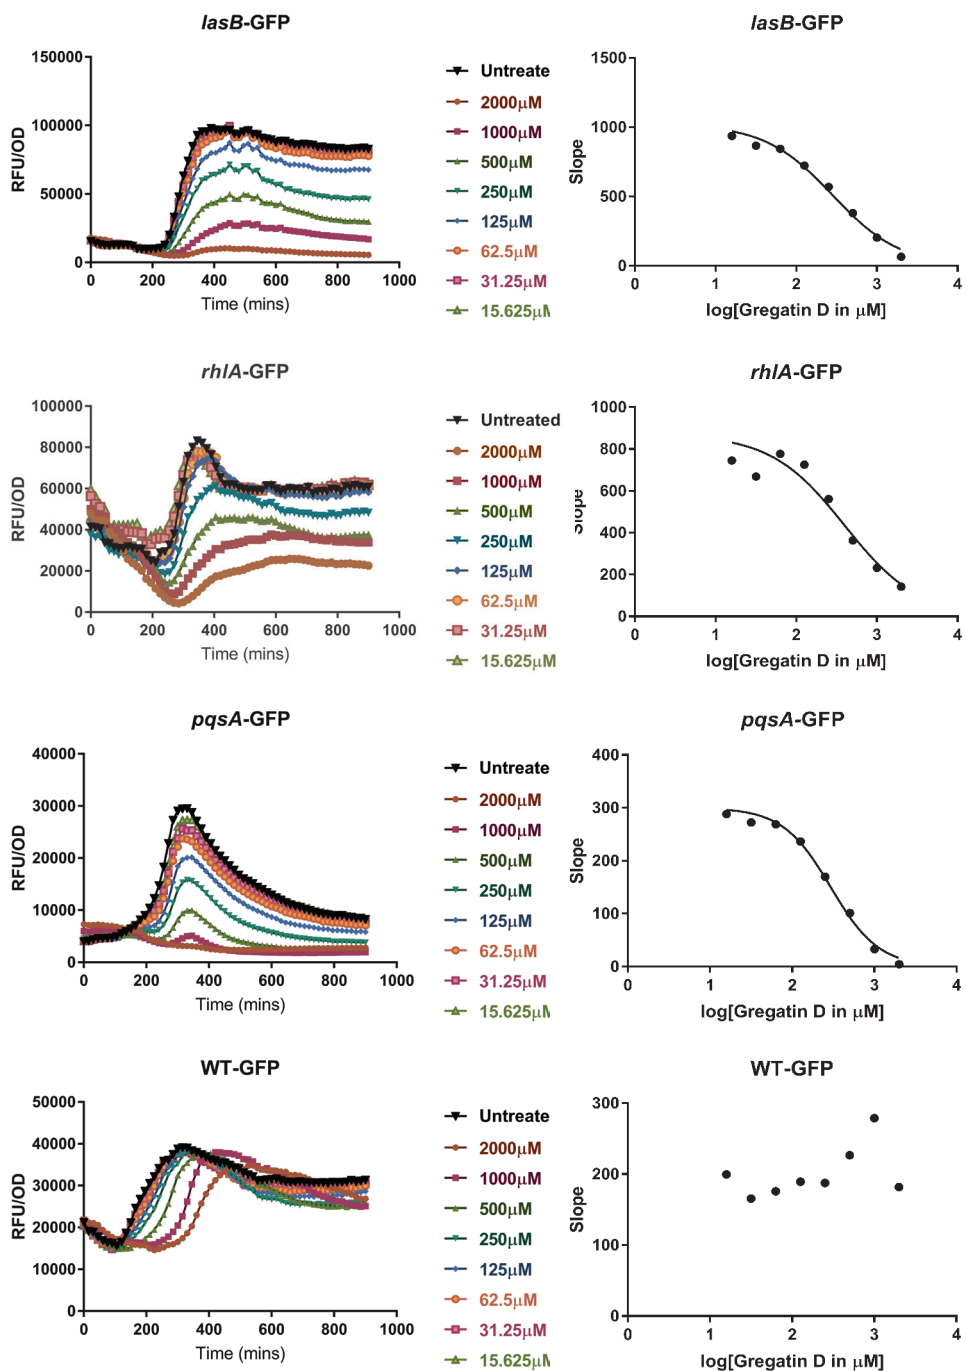 lasB-GFP
150000
100000
50000
0
RFU/OD
0 200 400 600 800 1000
Time (mins)
Untreate
2000μM
1000μM
500μM
250μM
125μM
62.5μM
31.25μM
15.625μM
lasB-GFP
1500
1000
500
0
Slope
0 1 2 3 4
log[Gregatin D in μM]
rhlA-GFP
100000
80000
60000
40000
20000
0
RFU/OD
0 200 400 600 800 1000
Time (mins)
Untreated
2000μM
1000μM
500μM
250μM
125μM
62.5μM
31.25μM
15.625μM
rhlA-GFP
1000
800
600
400
200
0
Slope
0 1 2 3 4
log[Gregatin D in μM]
pqsA-GFP
40000
30000
20000
10000
0
RFU/OD
0 200 400 600 800 1000
Time (mins)
Untreate
2000μM
1000μM
500μM
250μM
125μM
62.5μM
31.25μM
15.625μM
pqsA-GFP
400
300
200
100
0
Slope
0 1 2 3 4
log[Gregatin D in μM]
WT-GFP
50000
40000
30000
20000
10000
0
RFU/OD
0 200 400 600 800 1000
Time (mins)
Untreate
2000μM
1000μM
500μM
250μM
125μM
62.5μM
31.25μM
15.625μM
WT-GFP
300
200
100
0
Slope
0 1 2 3 4
log[Gregatin D in μM]